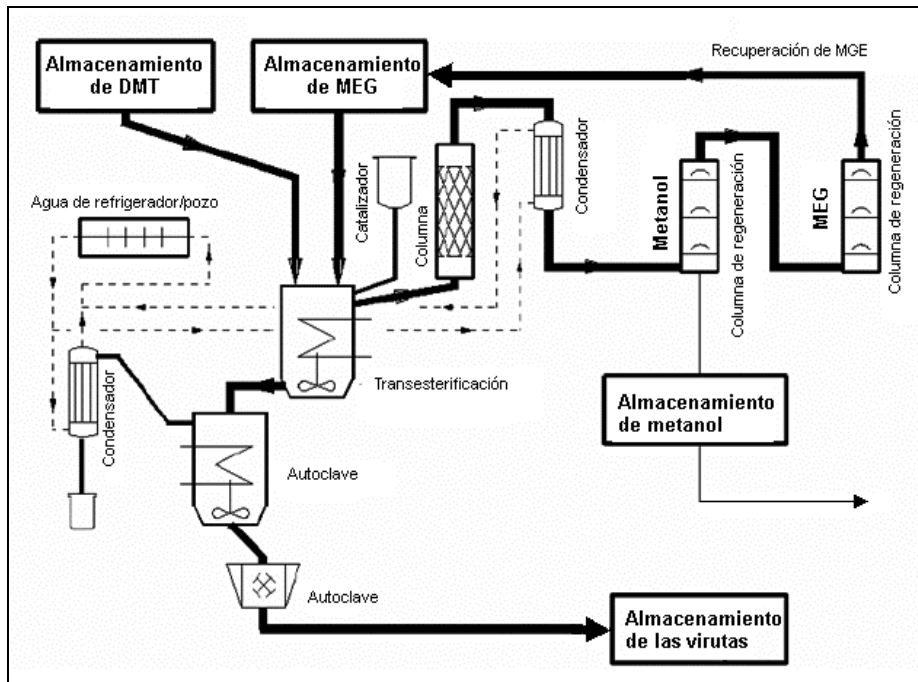 Almacenamiento
de DMT
Almacenamiento
de MEG
Recuperación de MGE
Catalizador
Columna
Condensador
Metanol
Columna de regeneración
MEG
Columna de regeneración
Agua de refrigerador/pozo
Condensador
Transesterificación
Almacenamiento
de metanol
Autoclave
Autoclave
Almacenamiento
de las virutas